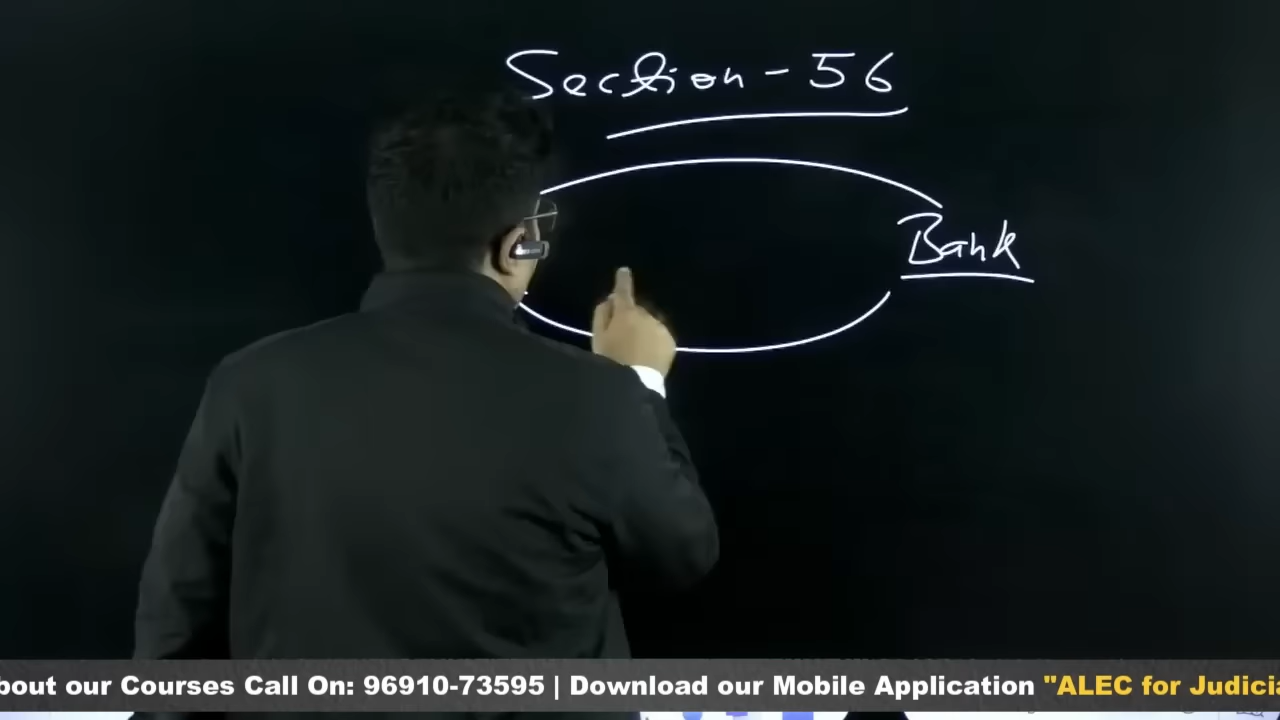 Section - 56
Bank
bout our Courses Call On: 96910-73595 | Download our Mobile Application "ALEC for Judicia